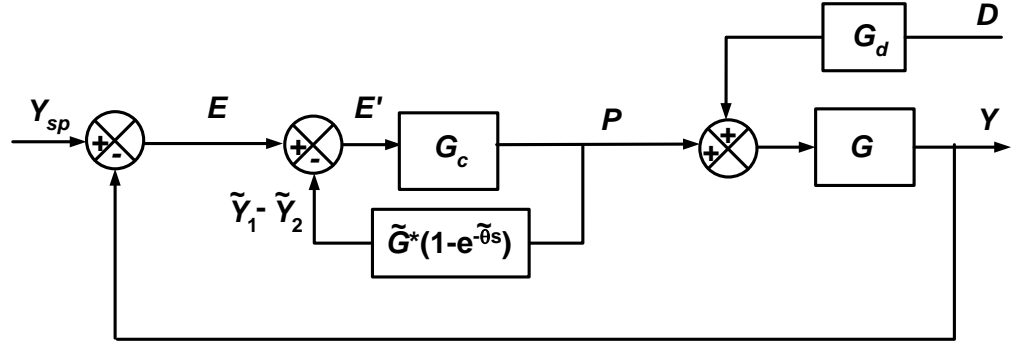 D
G_d
Y_sp
E
E'
P
Y
+
-
+
-
G_c
+
+
G
Ỹ_1 - Ỹ_2
G̃*(1-e^-θ̃s)